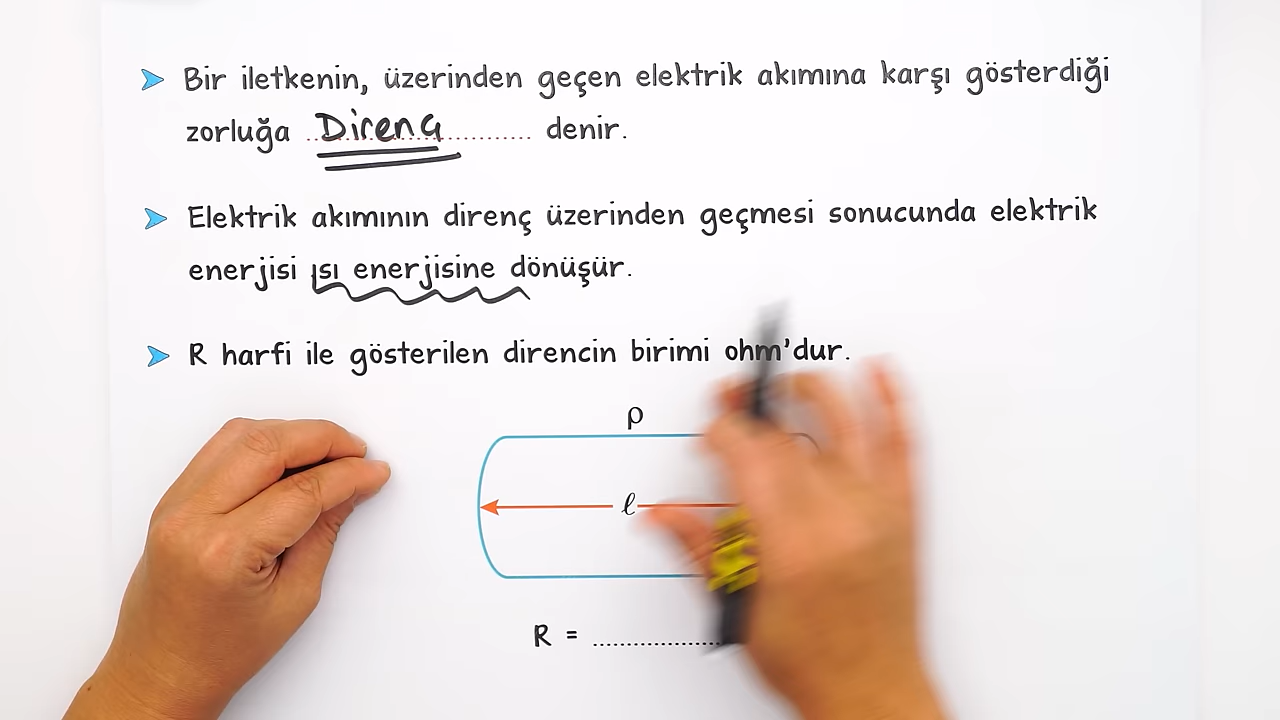 Bir iletkenin, üzerinden geçen elektrik akımına karşı gösterdiği
zorluğa Direnç denir.
Elektrik akımının direnç üzerinden geçmesi sonucunda elektrik
enerjisi ısı enerjisine dönüşür.
R harfi ile gösterilen direncin birimi ohm'dur.
ρ
ℓ
R = ....................